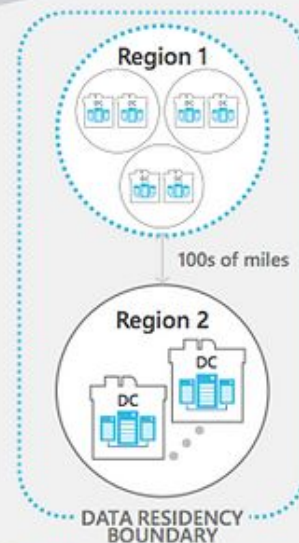 Region 1
100s of miles
Region 2
DC
DC
DATA RESIDENCY
BOUNDARY